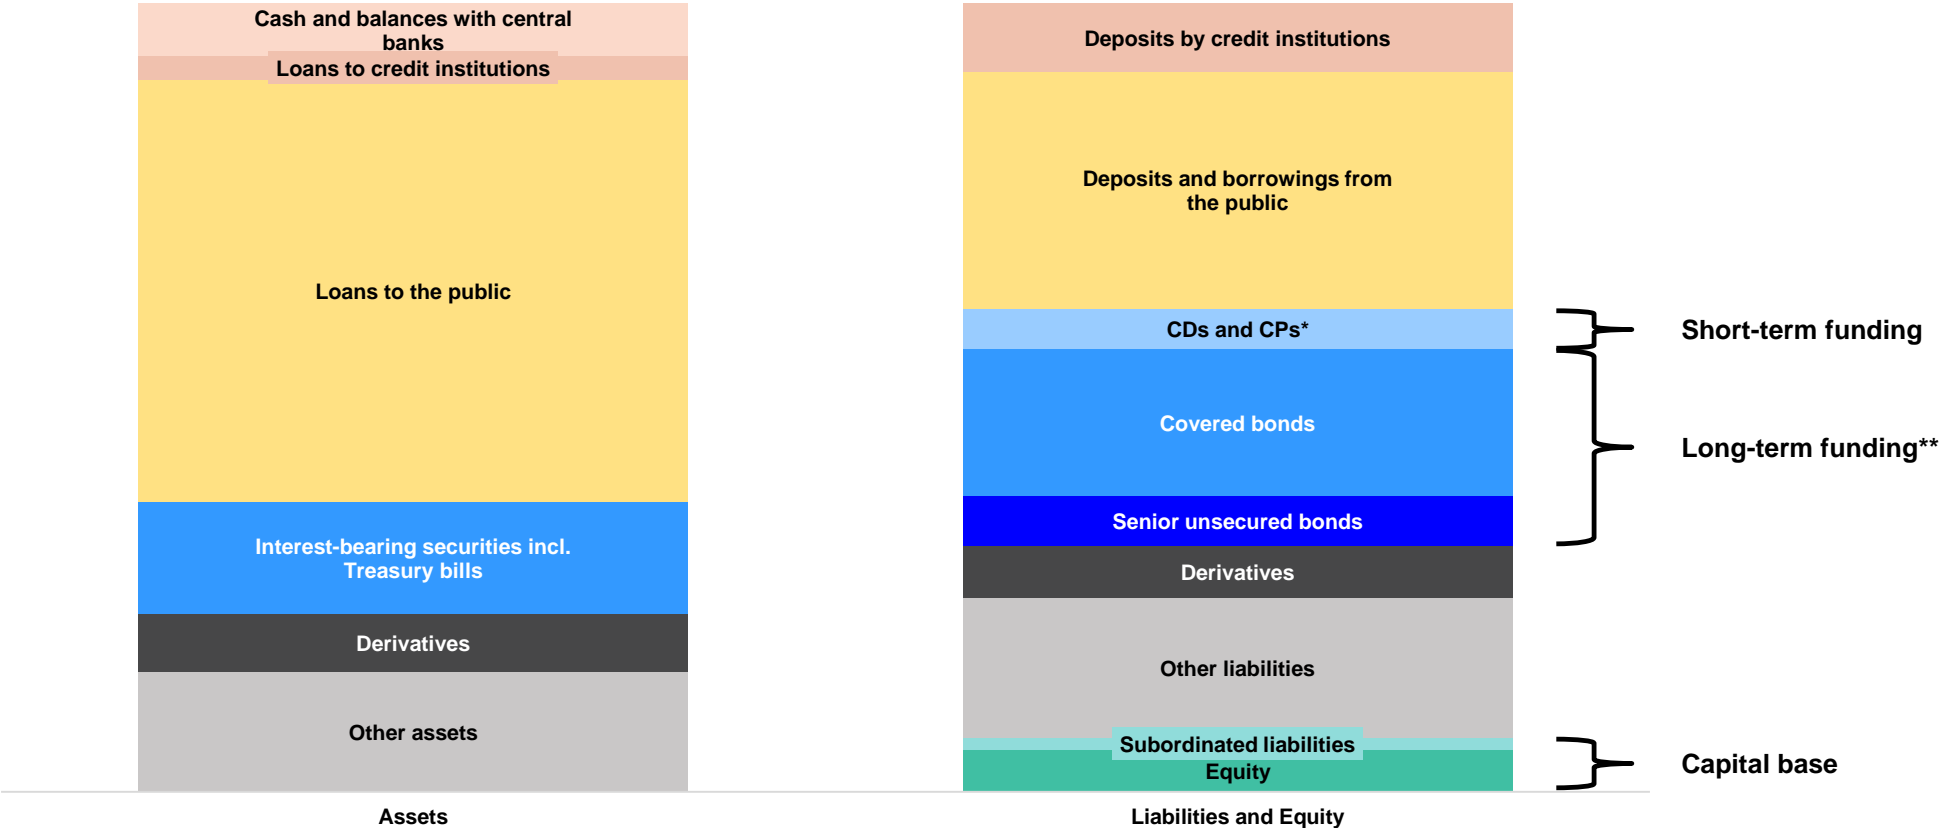 Cash and balances with central
banks
Loans to credit institutions
Loans to the public
Interest-bearing securities incl.
Treasury bills
Derivatives
Other assets
Assets
Deposits by credit institutions
Deposits and borrowings from
the public
CDs and CPs*
Covered bonds
Senior unsecured bonds
Derivatives
Other liabilities
Subordinated liabilities
Equity
Liabilities and Equity
Short-term funding
Long-term funding**
Capital base